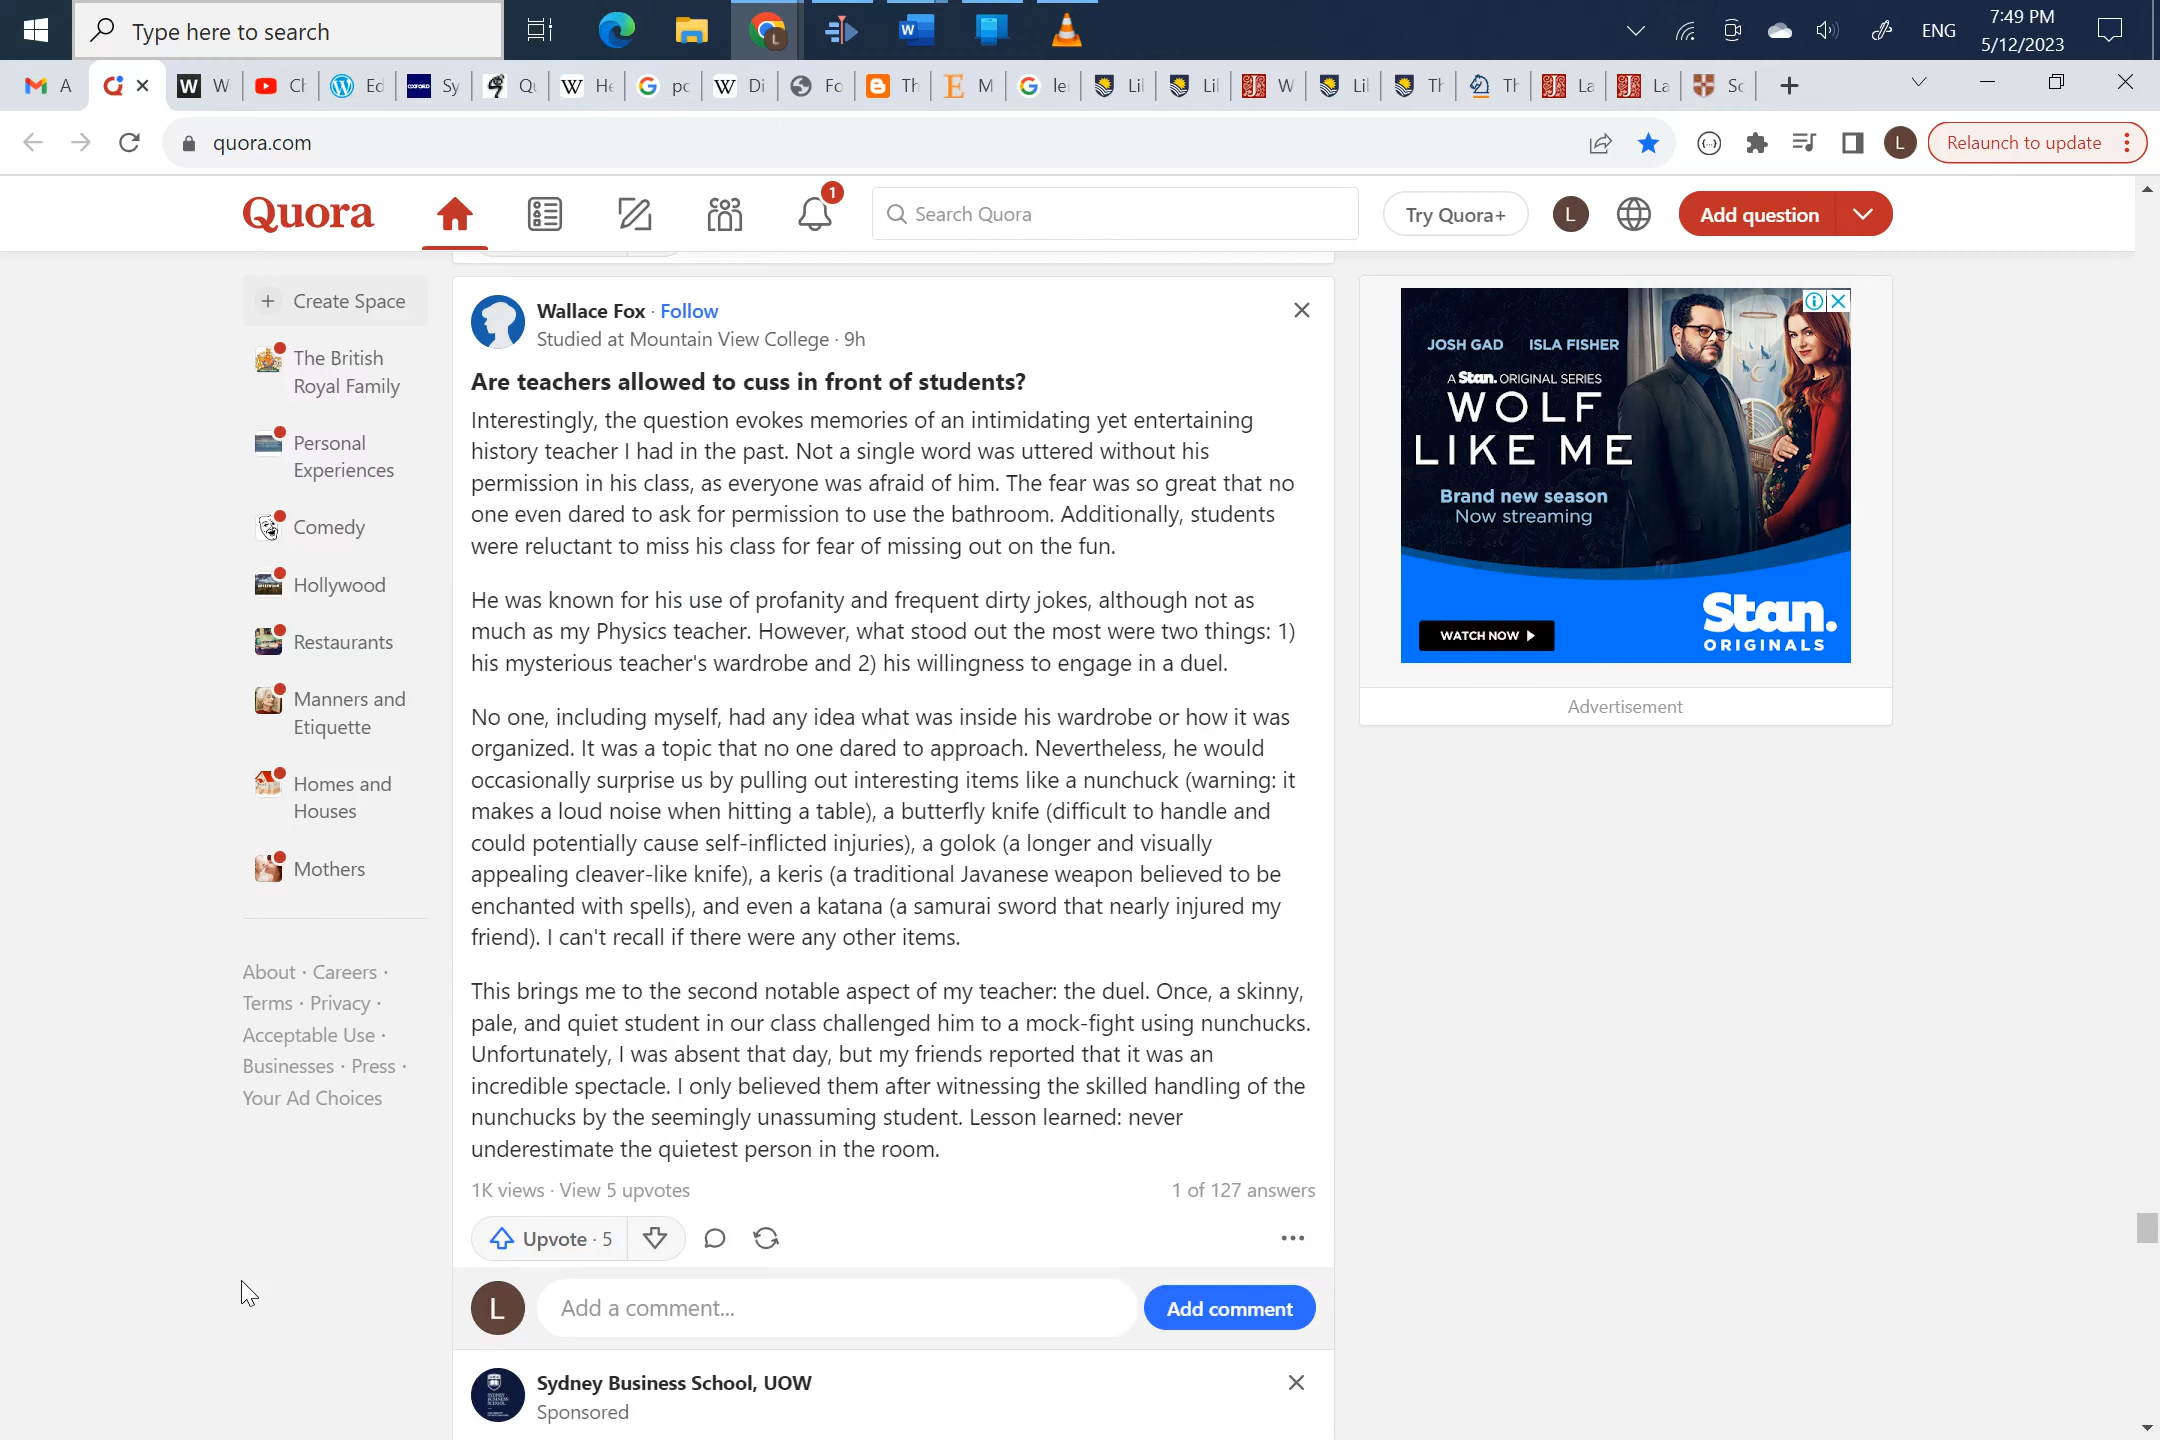 Type here to search
ENG
7:49 PM
5/12/2023
A
W
Ch
Ed
OXFORD Sy
Qu
He
pc
Di
Fo
Th
M
le
Lil
Lil
W
Lil
Th
Th
La
La
Sc
quora.com
L
Relaunch to update
Quora
1
Search Quora
Try Quora+
L
Add question
Create Space
The British
Royal Family
Personal
Experiences
Comedy
Hollywood
Restaurants
Manners and
Etiquette
Homes and
Houses
Mothers
About · Careers ·
Terms · Privacy ·
Acceptable Use ·
Businesses · Press ·
Your Ad Choices
Wallace Fox · Follow
Studied at Mountain View College · 9h
Are teachers allowed to cuss in front of students?
Interestingly, the question evokes memories of an intimidating yet entertaining
history teacher I had in the past. Not a single word was uttered without his
permission in his class, as everyone was afraid of him. The fear was so great that no
one even dared to ask for permission to use the bathroom. Additionally, students
were reluctant to miss his class for fear of missing out on the fun.
He was known for his use of profanity and frequent dirty jokes, although not as
much as my Physics teacher. However, what stood out the most were two things: 1)
his mysterious teacher's wardrobe and 2) his willingness to engage in a duel.
No one, including myself, had any idea what was inside his wardrobe or how it was
organized. It was a topic that no one dared to approach. Nevertheless, he would
occasionally surprise us by pulling out interesting items like a nunchuck (warning: it
makes a loud noise when hitting a table), a butterfly knife (difficult to handle and
could potentially cause self-inflicted injuries), a golok (a longer and visually
appealing cleaver-like knife), a keris (a traditional Javanese weapon believed to be
enchanted with spells), and even a katana (a samurai sword that nearly injured my
friend). I can't recall if there were any other items.
This brings me to the second notable aspect of my teacher: the duel. Once, a skinny,
pale, and quiet student in our class challenged him to a mock-fight using nunchucks.
Unfortunately, I was absent that day, but my friends reported that it was an
incredible spectacle. I only believed them after witnessing the skilled handling of the
nunchucks by the seemingly unassuming student. Lesson learned: never
underestimate the quietest person in the room.
1K views · View 5 upvotes
1 of 127 answers
Upvote · 5
L
Add a comment...
Add comment
Sydney Business School, UOW
Sponsored
JOSH GAD ISLA FISHER
A Stan. ORIGINAL SERIES
WOLF
LIKE ME
Brand new season
Now streaming
WATCH NOW
Stan.
ORIGINALS
Advertisement